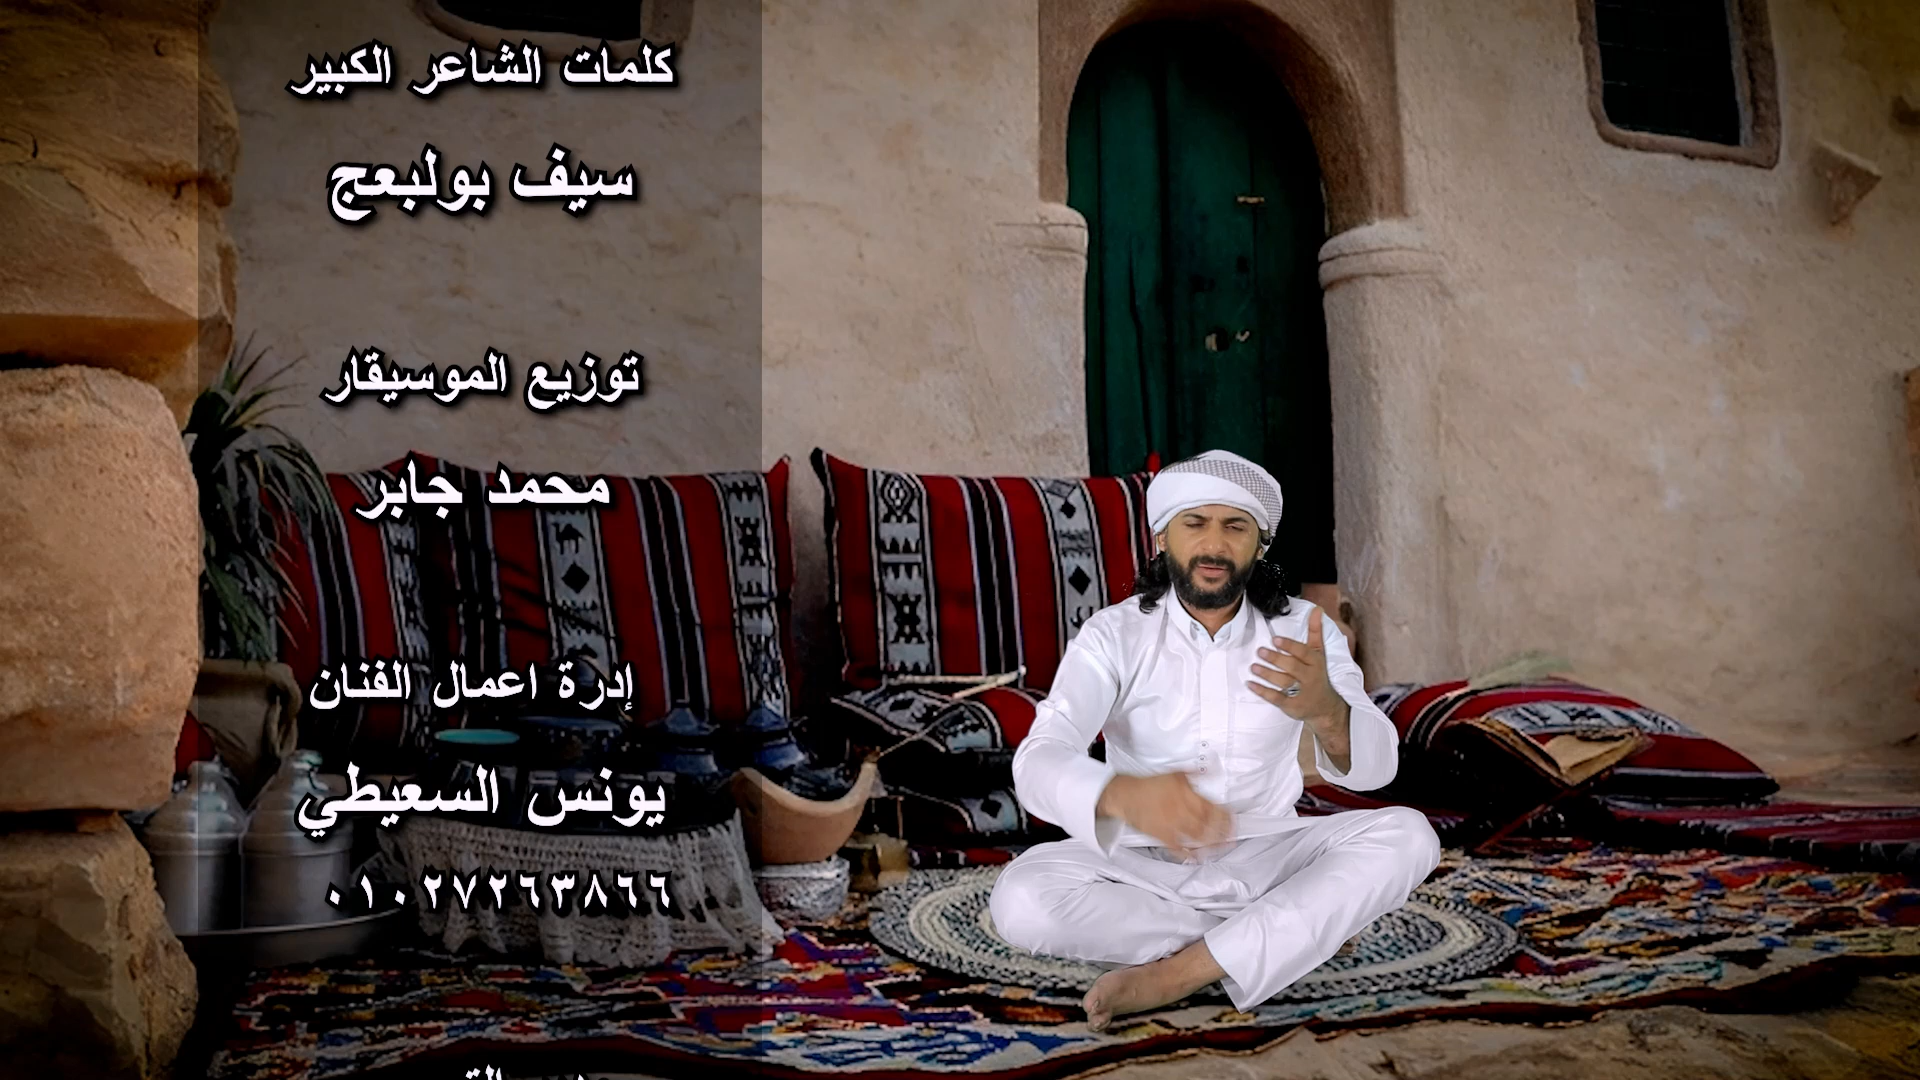 كلمات الشاعر الكبير
سيف بولبعج
توزيع الموسيقار
محمد جابر
إدرة اعمال الفنان
يونس السعيطي
٠١٠٢٧٢٦٣٨٦٦